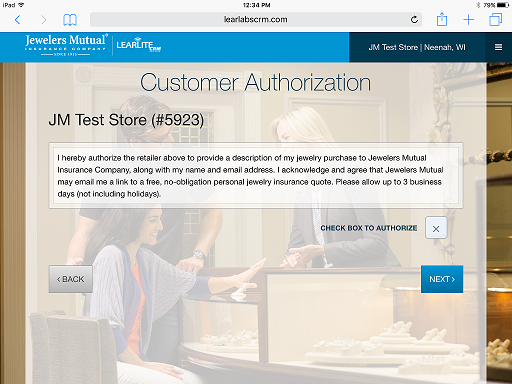 iPad
12:34 PM
79%
learlabscrm.com
Jewelers Mutual®
INSURANCE COMPANY
SINCE 1913
LEARLITE CRM
JM Test Store | Neenah, WI
Customer Authorization
JM Test Store (#5923)
I hereby authorize the retailer above to provide a description of my jewelry purchase to Jewelers Mutual
Insurance Company, along with my name and email address. I acknowledge and agree that Jewelers Mutual
may email me a link to a free, no-obligation personal jewelry insurance quote. Please allow up to 3 business
days (not including holidays).
CHECK BOX TO AUTHORIZE
‹ BACK
NEXT ›